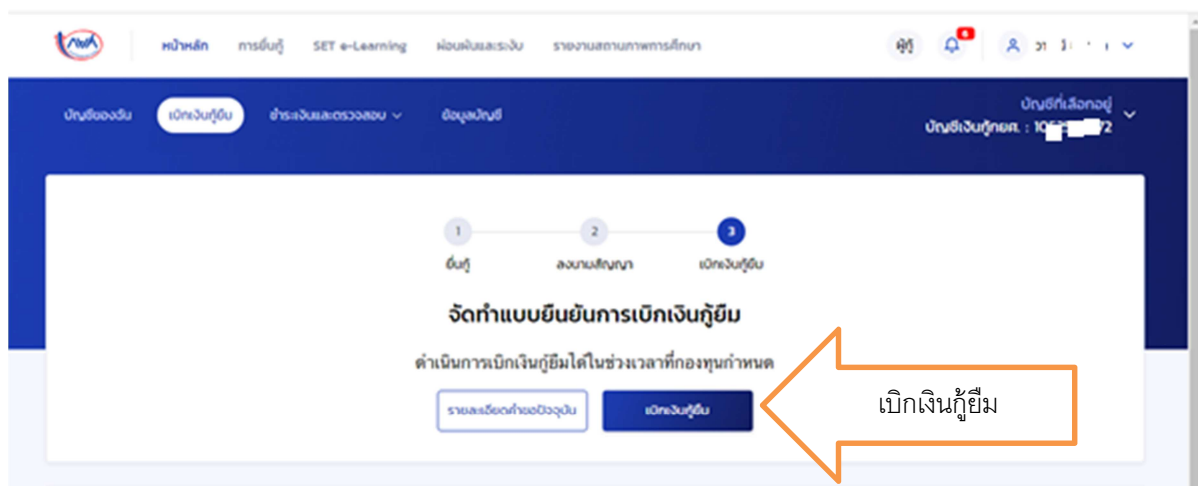 กยศ
หน้าหลัก การยื่นกู้ SET e-Learning ผ่อนผันและระงับ รายงานสถานภาพการศึกษา ผู้กู้
บัญชีของฉัน เบิกเงินกู้ยืม ชำระเงินและตรวจสอบ ข้อมูลบัญชี
บัญชีที่เลือกอยู่
บัญชีเงินกู้กยศ. :
1 2 3
ยื่นกู้ ลงนามสัญญา เบิกเงินกู้ยืม
จัดทำแบบยืนยันการเบิกเงินกู้ยืม
ดำเนินการเบิกเงินกู้ยืมได้ในช่วงเวลาที่กองทุนกำหนด
รายละเอียดคำขอปัจจุบัน เบิกเงินกู้ยืม
เบิกเงินกู้ยืม